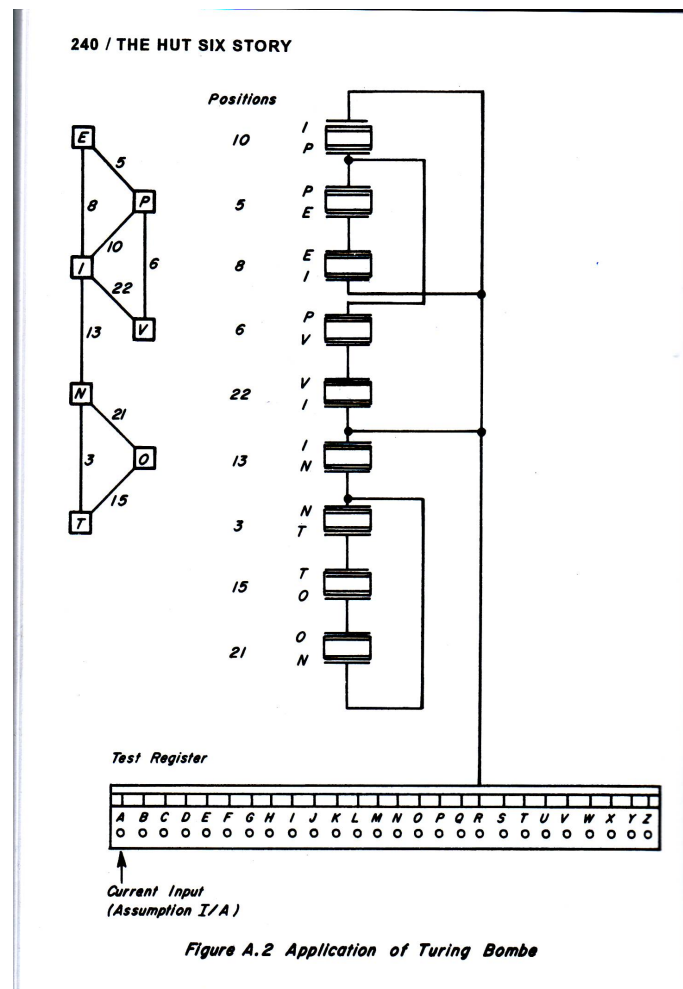 240 / THE HUT SIX STORY
Positions
E
5
P
8
10
I
6
22
V
13
N
21
3
O
15
T
10 I P
5 P E
8 E I
6 P V
22 V I
13 I N
3 N T
15 T O
21 O N
Test Register
A B C D E F G H I J K L M N O P Q R S T U V W X Y Z
Current Input
(Assumption I/A)
Figure A.2 Application of Turing Bombe